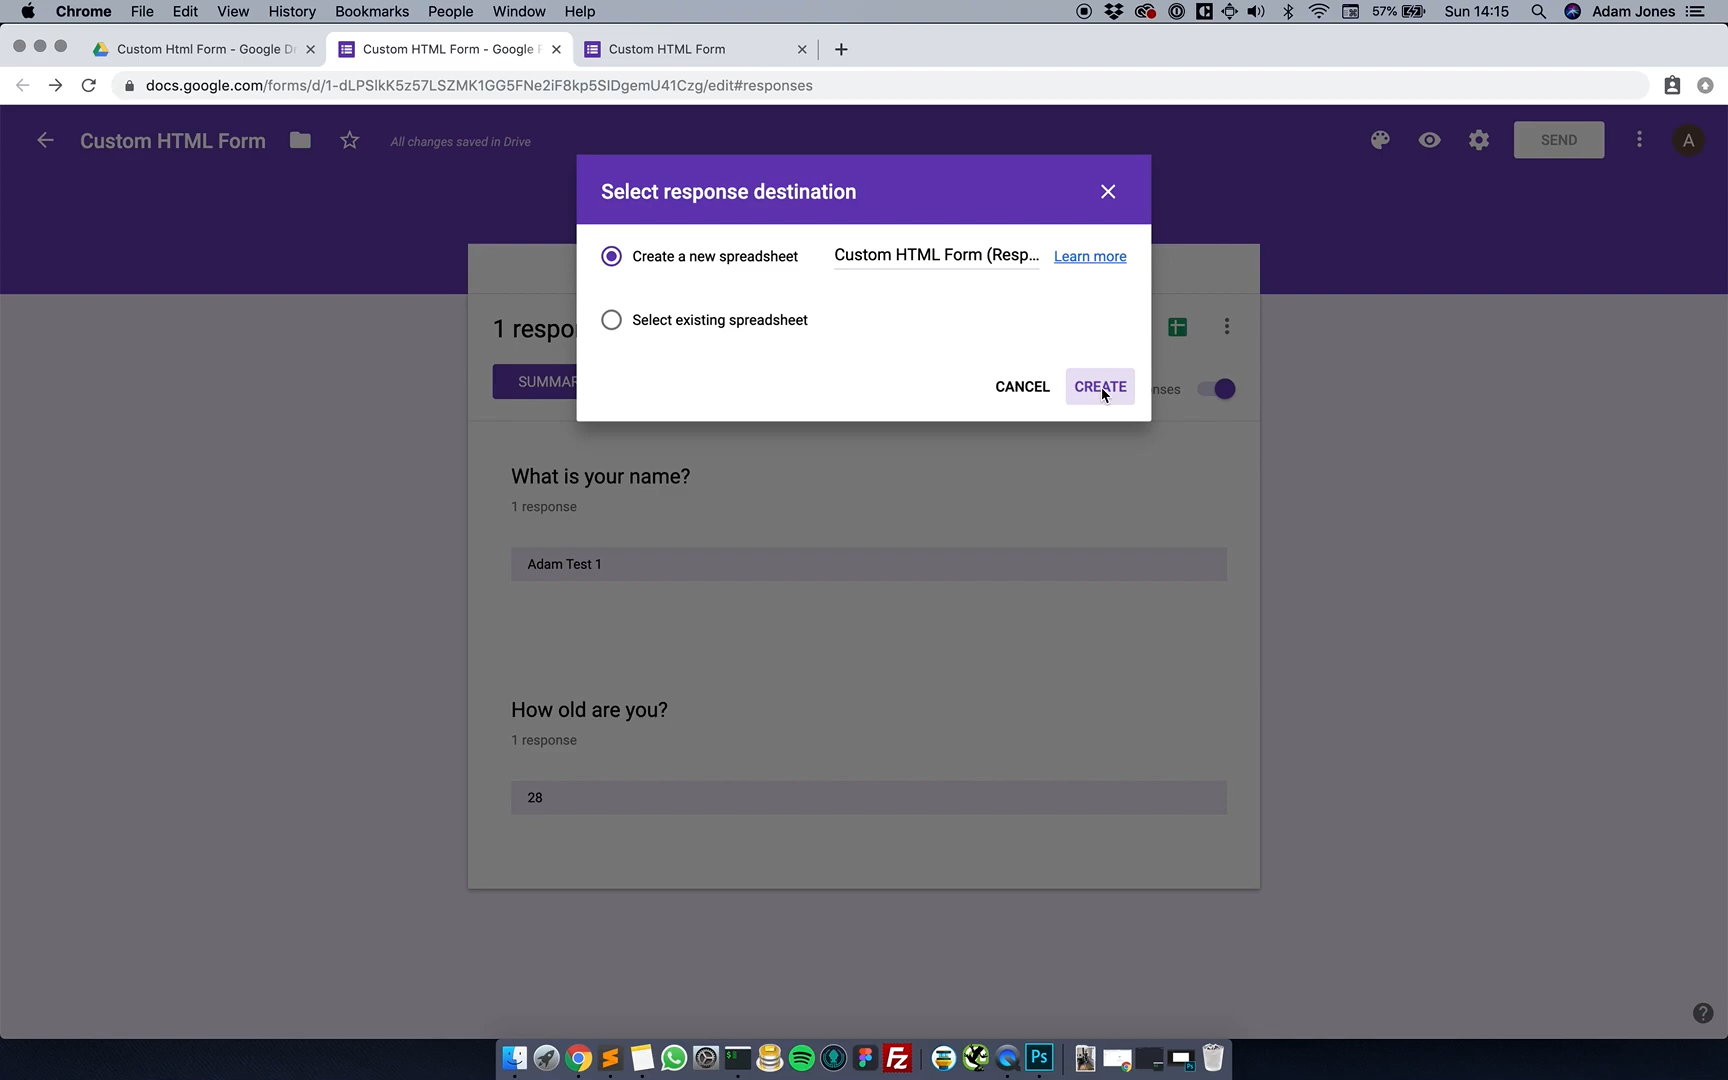 Chrome File Edit View History Bookmarks People Window Help 57% Sun 14:15 Adam Jones
Custom Html Form - Google Dr Custom HTML Form - Google F Custom HTML Form
docs.google.com/forms/d/1-dLPSlkK5z57LSZMK1GG5FNe2iF8kp5SIDgemU41Czg/edit#responses
Custom HTML Form All changes saved in Drive SEND A
Select response destination
Create a new spreadsheet Custom HTML Form (Resp... Learn more
Select existing spreadsheet
1 respo
CANCEL CREATE
SUMMAR nses
What is your name?
1 response
Adam Test 1
How old are you?
1 response
28
Fz Ps